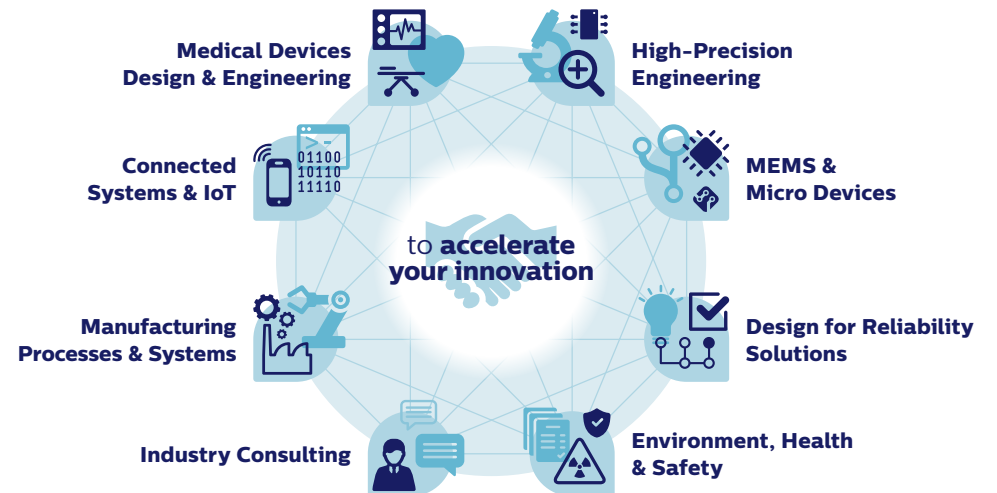 Medical Devices
Design & Engineering
High-Precision
Engineering
Connected
Systems & IoT
>-
01100
10110
11110
MEMS &
Micro Devices
to accelerate
your innovation
Manufacturing
Processes & Systems
Design for Reliability
Solutions
Industry Consulting
Environment, Health
& Safety